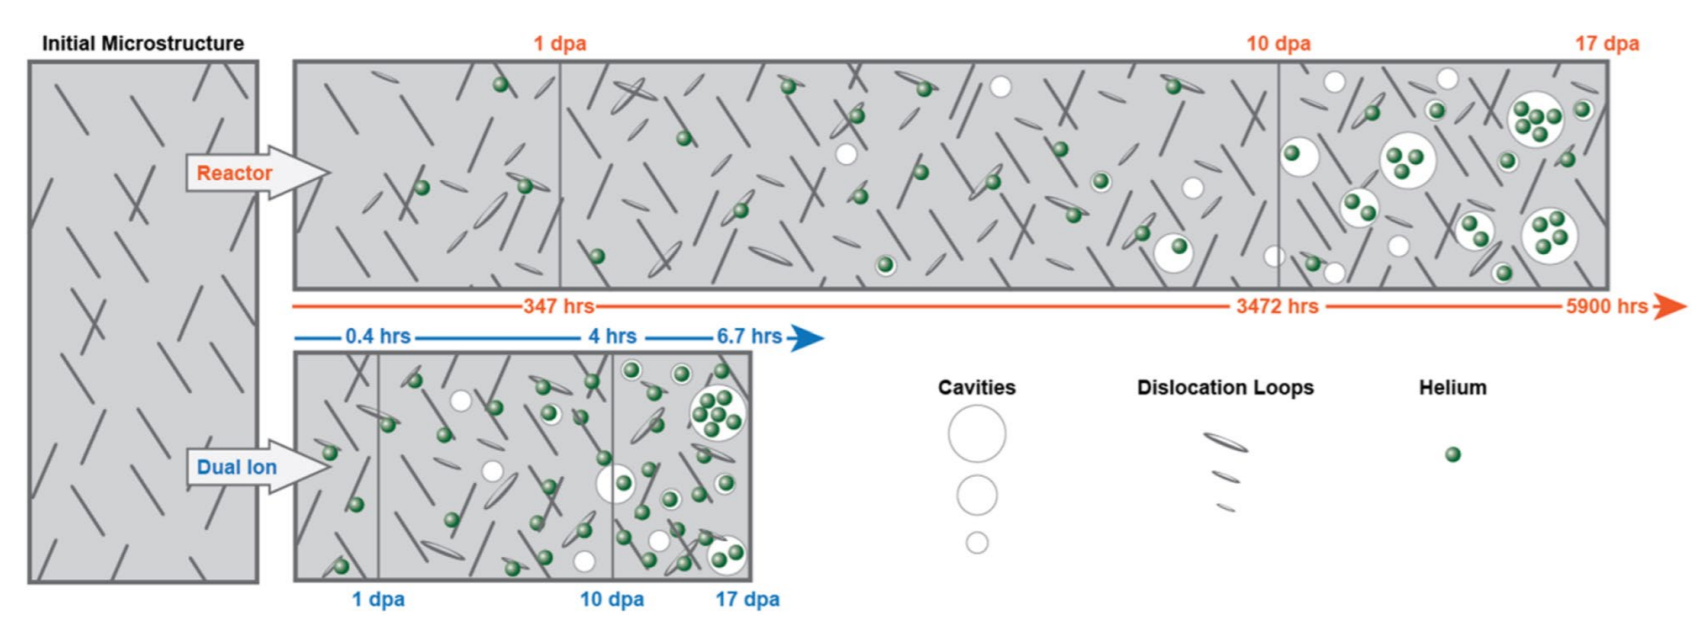 Initial Microstructure
1 dpa
10 dpa
17 dpa
Reactor
347 hrs
3472 hrs
5900 hrs
0.4 hrs
4 hrs
6.7 hrs
Cavities
Dislocation Loops
Helium
Dual Ion
1 dpa
10 dpa
17 dpa